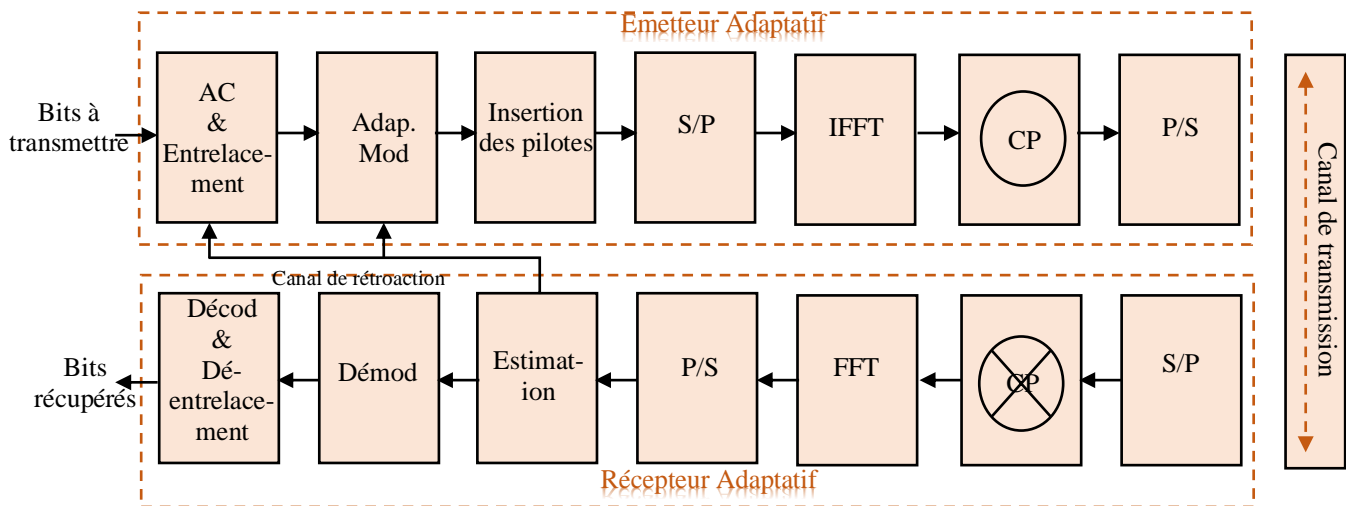 Emetteur Adaptatif
Bits à
transmettre
AC
&
Entrelace-
ment
Adap.
Mod
Insertion
des pilotes
S/P
IFFT
CP
P/S
Canal de transmission
Canal de rétroaction
Bits
récupérés
Décod
&
Dé-
entrelace-
ment
Démod
Estimat-
ion
P/S
FFT
CP
S/P
Récepteur Adaptatif